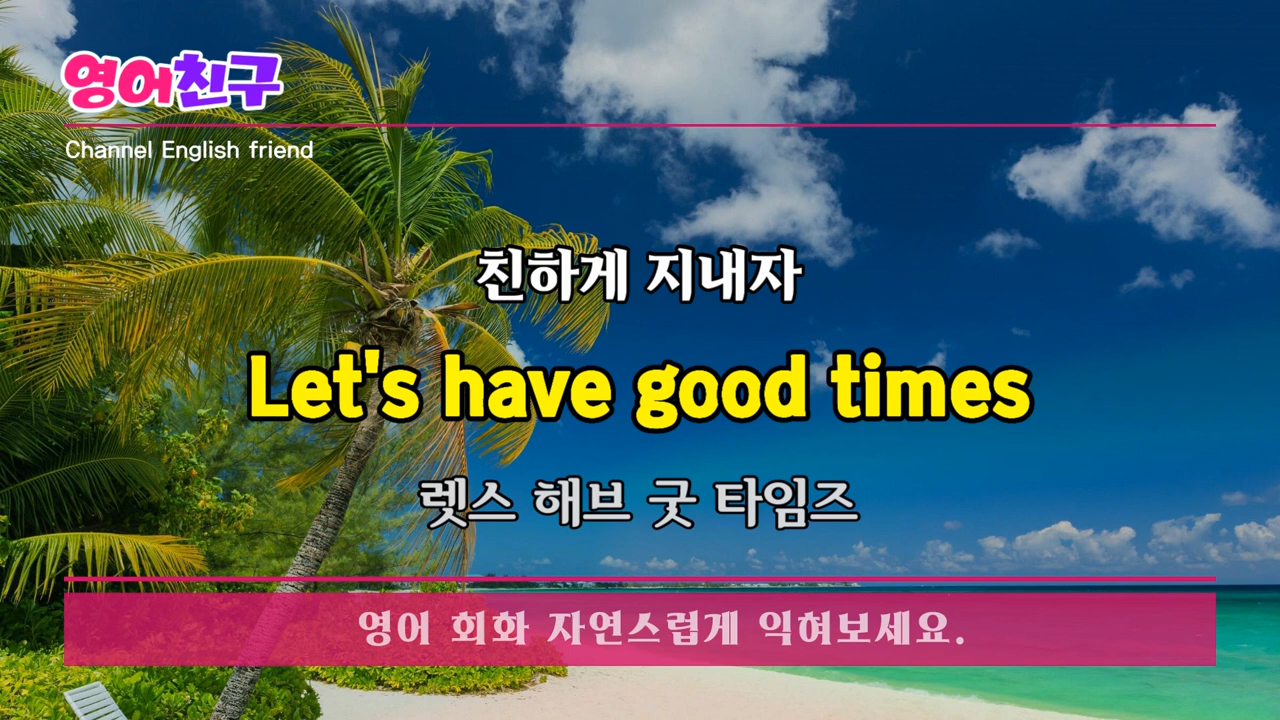 영어친구
Channel English friend
친하게 지내자
Let's have good times
렛스 해브 굿 타임즈
영어 회화 자연스럽게 익혀보세요.